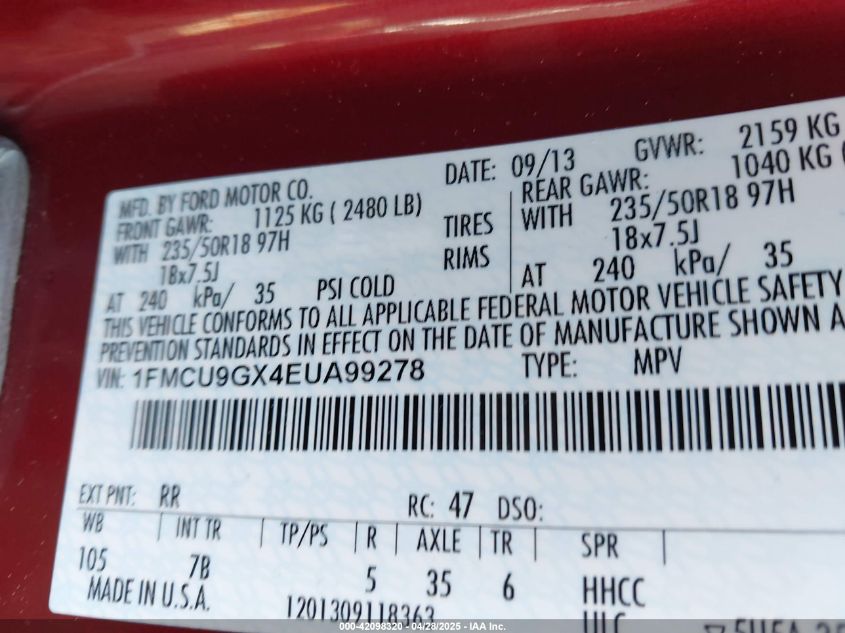 MFD. BY FORD MOTOR CO. DATE: 09/13 GVWR: 2159 KG
FRONT GAWR: 1125 KG ( 2480 LB) REAR GAWR: 1040 KG (
WITH 235/50R18 97H TIRES WITH 235/50R18 97H
18x7.5J RIMS 18x7.5J
AT 240 kPa/ 35 PSI COLD AT 240 kPa/ 35
THIS VEHICLE CONFORMS TO ALL APPLICABLE FEDERAL MOTOR VEHICLE SAFETY
PREVENTION STANDARDS IN EFFECT ON THE DATE OF MANUFACTURE SHOWN A
VIN: 1FMCU9GX4EUA99278 TYPE: MPV
EXT PNT: RR RC: 47 DSO:
WB | INT TR | TP/PS | R | AXLE | TR | SPR |
105 7B 5 35 6 HHCC
MADE IN U.S.A. 1201309118363
000-42098320 - 04/28/2025 - IAA Inc.